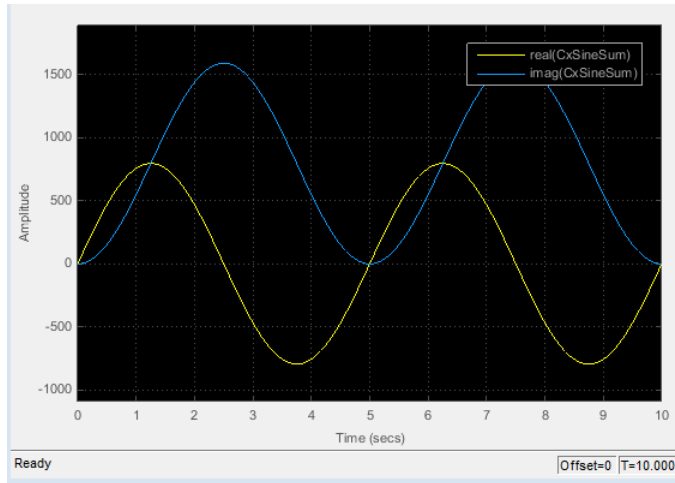 real(CxSineSum)
imag(CxSineSum)
1500
1000
500
0
-500
-1000
Amplitude
0 1 2 3 4 5 6 7 8 9 10
Time (secs)
Ready
Offset=0 T=10.000